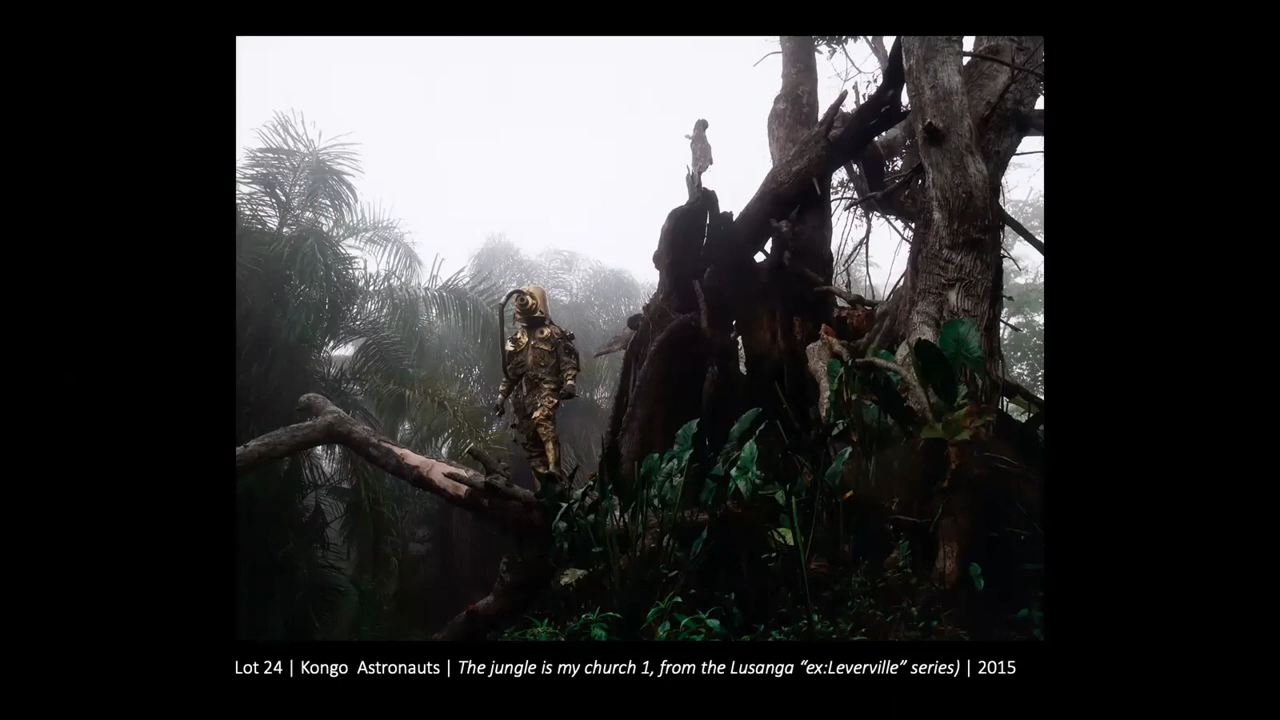 Lot 24 | Kongo Astronauts | The jungle is my church 1, from the Lusanga “ex:Leverville” series) | 2015